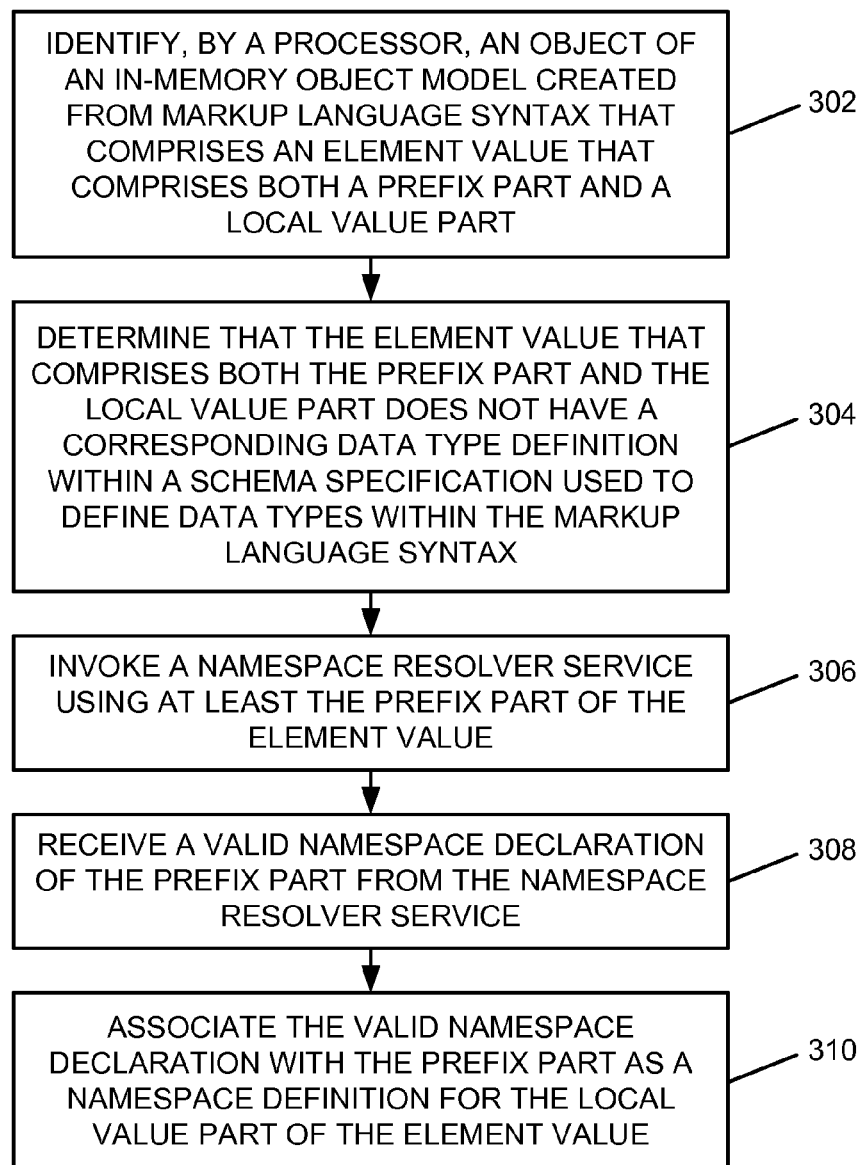 IDENTIFY, BY A PROCESSOR, AN OBJECT OF
AN IN-MEMORY OBJECT MODEL CREATED
FROM MARKUP LANGUAGE SYNTAX THAT
COMPRISES AN ELEMENT VALUE THAT
COMPRISES BOTH A PREFIX PART AND A
LOCAL VALUE PART
302
DETERMINE THAT THE ELEMENT VALUE THAT
COMPRISES BOTH THE PREFIX PART AND THE
LOCAL VALUE PART DOES NOT HAVE A
CORRESPONDING DATA TYPE DEFINITION
WITHIN A SCHEMA SPECIFICATION USED TO
DEFINE DATA TYPES WITHIN THE MARKUP
LANGUAGE SYNTAX
304
INVOKE A NAMESPACE RESOLVER SERVICE
USING AT LEAST THE PREFIX PART OF THE
ELEMENT VALUE
306
RECEIVE A VALID NAMESPACE DECLARATION
OF THE PREFIX PART FROM THE NAMESPACE
RESOLVER SERVICE
308
ASSOCIATE THE VALID NAMESPACE
DECLARATION WITH THE PREFIX PART AS A
NAMESPACE DEFINITION FOR THE LOCAL
VALUE PART OF THE ELEMENT VALUE
310